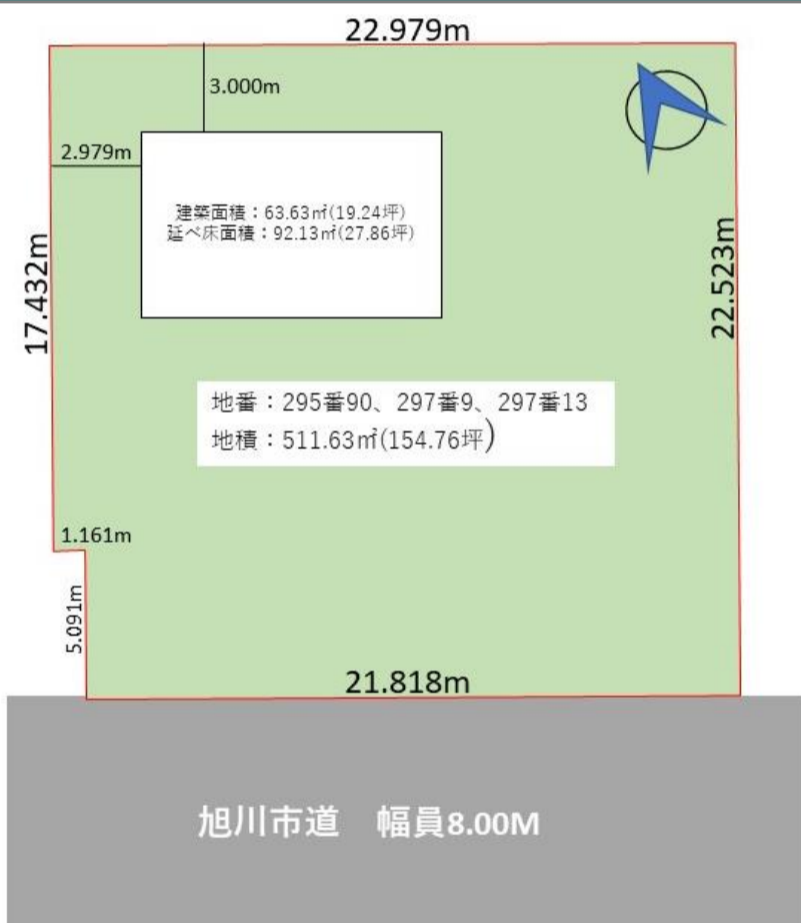 22.979m
3.000m
2.979m
建築面積：63.63㎡(19.24坪)
延べ床面積：92.13㎡(27.86坪)
17.432m
22.523m
地番：295番90、297番9、297番13
地積：511.63㎡(154.76坪)
1.161m
5.091m
21.818m
旭川市道　幅員8.00M